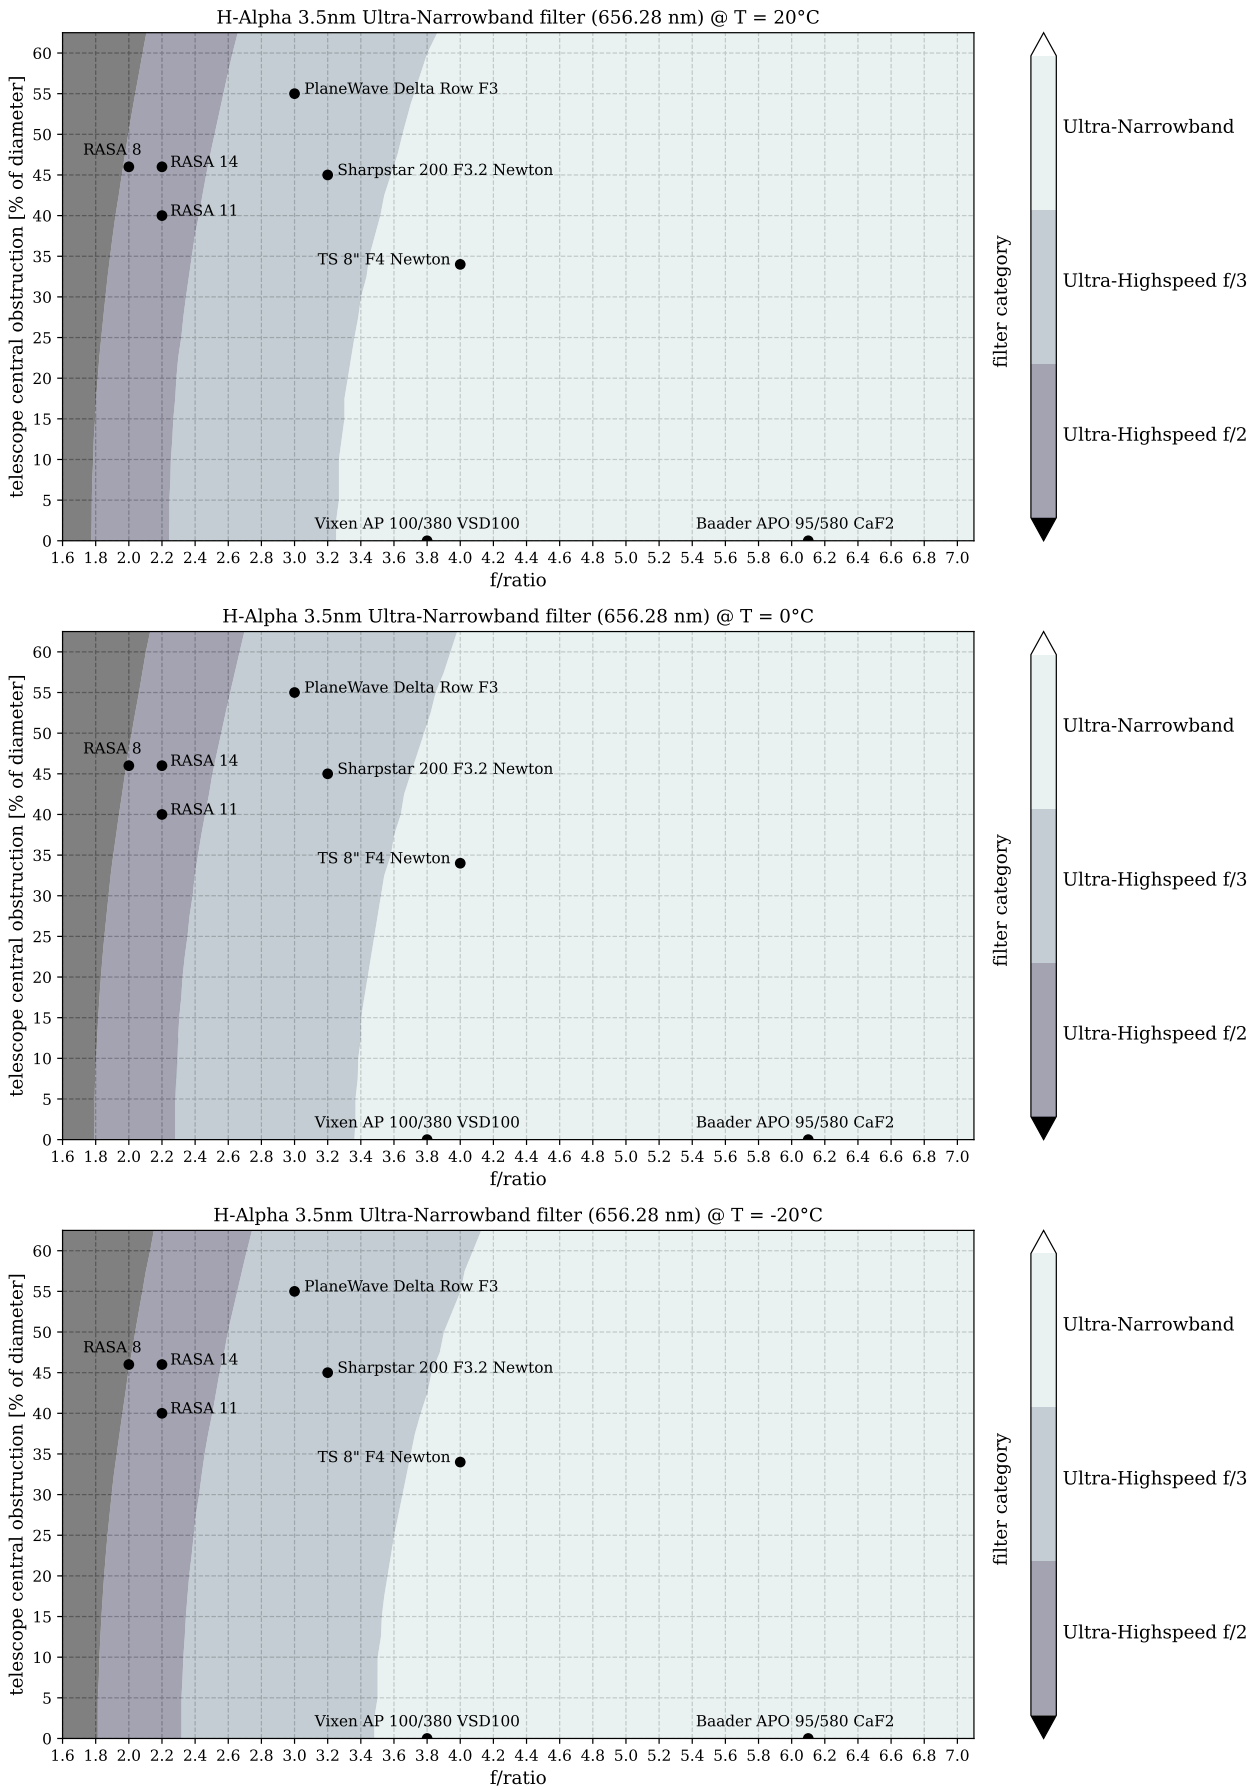 H-Alpha 3.5nm Ultra-Narrowband filter (656.28 nm) @ T = 20°C
telescope central obstruction [% of diameter]
60
55
50
45
40
35
30
25
20
15
10
5
0
PlaneWave Delta Row F3
RASA 8
RASA 14
Sharpstar 200 F3.2 Newton
RASA 11
TS 8" F4 Newton
Vixen AP 100/380 VSD100
Baader APO 95/580 CaF2
1.6 1.8 2.0 2.2 2.4 2.6 2.8 3.0 3.2 3.4 3.6 3.8 4.0 4.2 4.4 4.6 4.8 5.0 5.2 5.4 5.6 5.8 6.0 6.2 6.4 6.6 6.8 7.0
f/ratio
filter category
Ultra-Narrowband
Ultra-Highspeed f/3
Ultra-Highspeed f/2
H-Alpha 3.5nm Ultra-Narrowband filter (656.28 nm) @ T = 0°C
telescope central obstruction [% of diameter]
60
55
50
45
40
35
30
25
20
15
10
5
0
PlaneWave Delta Row F3
RASA 8
RASA 14
Sharpstar 200 F3.2 Newton
RASA 11
TS 8" F4 Newton
Vixen AP 100/380 VSD100
Baader APO 95/580 CaF2
1.6 1.8 2.0 2.2 2.4 2.6 2.8 3.0 3.2 3.4 3.6 3.8 4.0 4.2 4.4 4.6 4.8 5.0 5.2 5.4 5.6 5.8 6.0 6.2 6.4 6.6 6.8 7.0
f/ratio
filter category
Ultra-Narrowband
Ultra-Highspeed f/3
Ultra-Highspeed f/2
H-Alpha 3.5nm Ultra-Narrowband filter (656.28 nm) @ T = -20°C
telescope central obstruction [% of diameter]
60
55
50
45
40
35
30
25
20
15
10
5
0
PlaneWave Delta Row F3
RASA 8
RASA 14
Sharpstar 200 F3.2 Newton
RASA 11
TS 8" F4 Newton
Vixen AP 100/380 VSD100
Baader APO 95/580 CaF2
1.6 1.8 2.0 2.2 2.4 2.6 2.8 3.0 3.2 3.4 3.6 3.8 4.0 4.2 4.4 4.6 4.8 5.0 5.2 5.4 5.6 5.8 6.0 6.2 6.4 6.6 6.8 7.0
f/ratio
filter category
Ultra-Narrowband
Ultra-Highspeed f/3
Ultra-Highspeed f/2